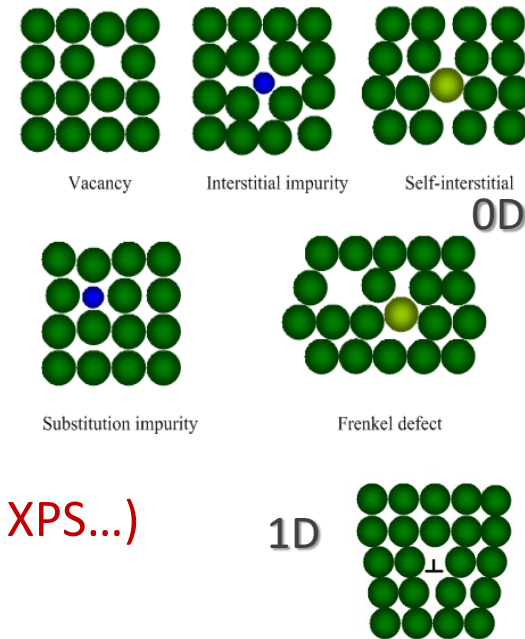 Vacancy
Interstitial impurity
Self-interstitial
0D
Substitution impurity
Frenkel defect
XPS...)
1D
⊥